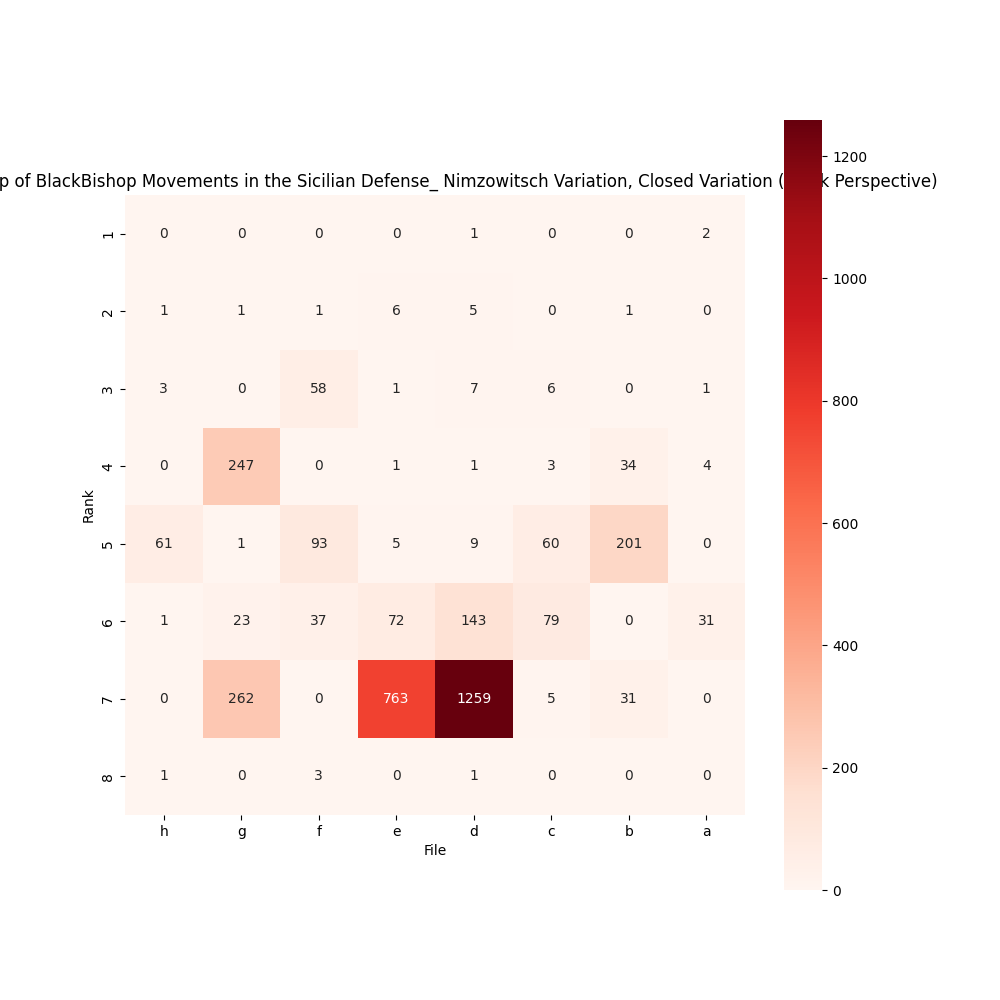 1200
p of BlackBishop Movements in the Sicilian Defense_ Nimzowitsch Variation, Closed Variation (Black Perspective)
1 0 0 0 0 1 0 0 2
1000
2 1 1 1 6 5 0 1 0
3 3 0 58 1 7 6 0 1
800
4 0 247 0 1 1 3 34 4
Rank
600
5 61 1 93 5 9 60 201 0
6 1 23 37 72 143 79 0 31
400
7 0 262 0 763 1259 5 31 0
200
8 1 0 3 0 1 0 0 0
h g f e d c b a
File
0